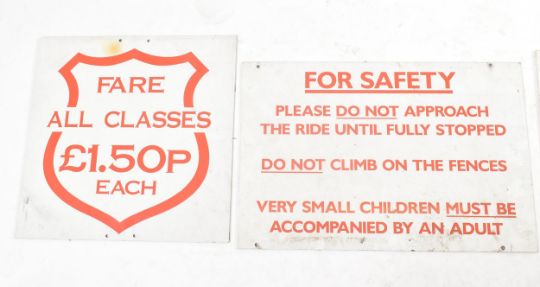 FARE
ALL CLASSES
£1.50P
EACH
FOR SAFETY
PLEASE DO NOT APPROACH
THE RIDE UNTIL FULLY STOPPED
DO NOT CLIMB ON THE FENCES
VERY SMALL CHILDREN MUST BE
ACCOMPANIED BY AN ADULT